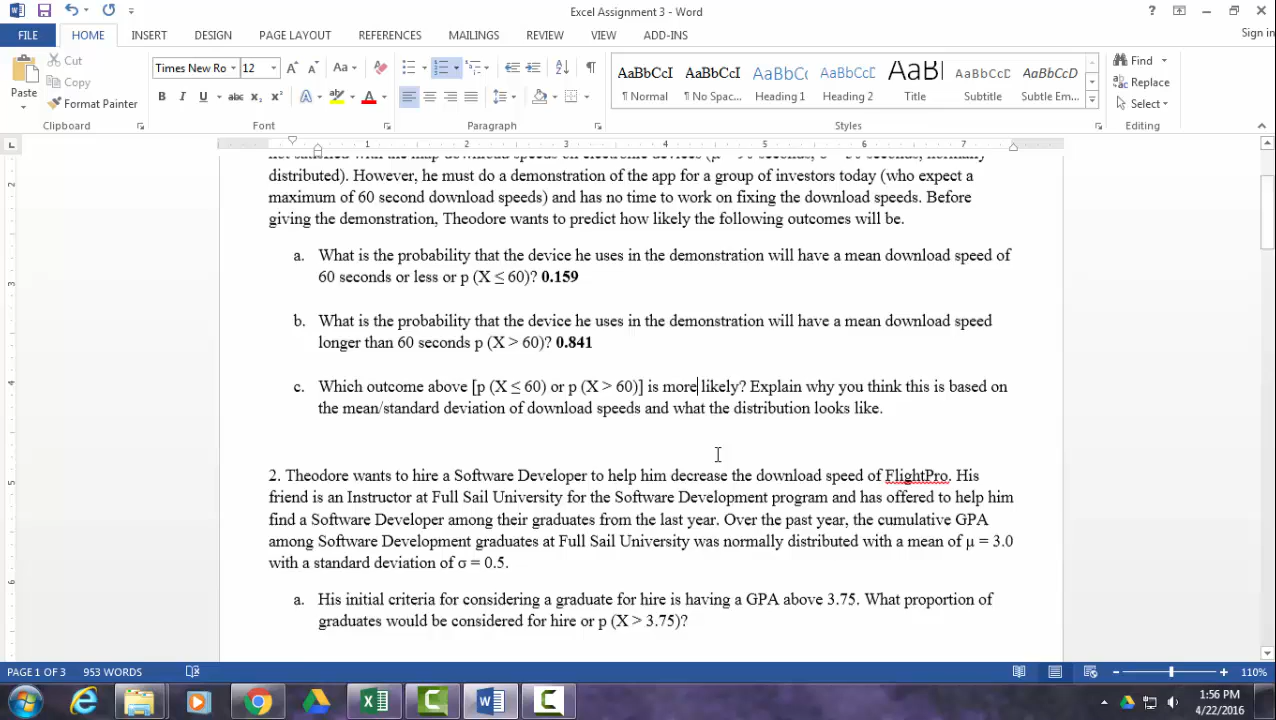 Excel Assignment 3 - Word
Sign in
FILE HOME INSERT DESIGN PAGE LAYOUT REFERENCES MAILINGS REVIEW VIEW ADD-INS
Paste
Cut
Copy
Format Painter
Clipboard
Times New Ro 12
Font
Paragraph
AaBbCcI AaBbCcI AaBbCc AaBbCcI AaBl AaBbCcI AaBbCcI
¶ Normal ¶ No Spac... Heading 1 Heading 2 Title Subtitle Subtle Em...
Styles
Find
Replace
Select
Editing
1 2 3 4 5 6 7
distributed). However, he must do a demonstration of the app for a group of investors today (who expect a
maximum of 60 second download speeds) and has no time to work on fixing the download speeds. Before
giving the demonstration, Theodore wants to predict how likely the following outcomes will be.
a. What is the probability that the device he uses in the demonstration will have a mean download speed of
60 seconds or less or p (X ≤ 60)? 0.159
b. What is the probability that the device he uses in the demonstration will have a mean download speed
longer than 60 seconds p (X > 60)? 0.841
c. Which outcome above [p (X ≤ 60) or p (X > 60)] is more likely? Explain why you think this is based on
the mean/standard deviation of download speeds and what the distribution looks like.
2. Theodore wants to hire a Software Developer to help him decrease the download speed of FlightPro. His
friend is an Instructor at Full Sail University for the Software Development program and has offered to help him
find a Software Developer among their graduates from the last year. Over the past year, the cumulative GPA
among Software Development graduates at Full Sail University was normally distributed with a mean of µ = 3.0
with a standard deviation of σ = 0.5.
a. His initial criteria for considering a graduate for hire is having a GPA above 3.75. What proportion of
graduates would be considered for hire or p (X > 3.75)?
PAGE 1 OF 3 953 WORDS
110%
1:56 PM
4/22/2016